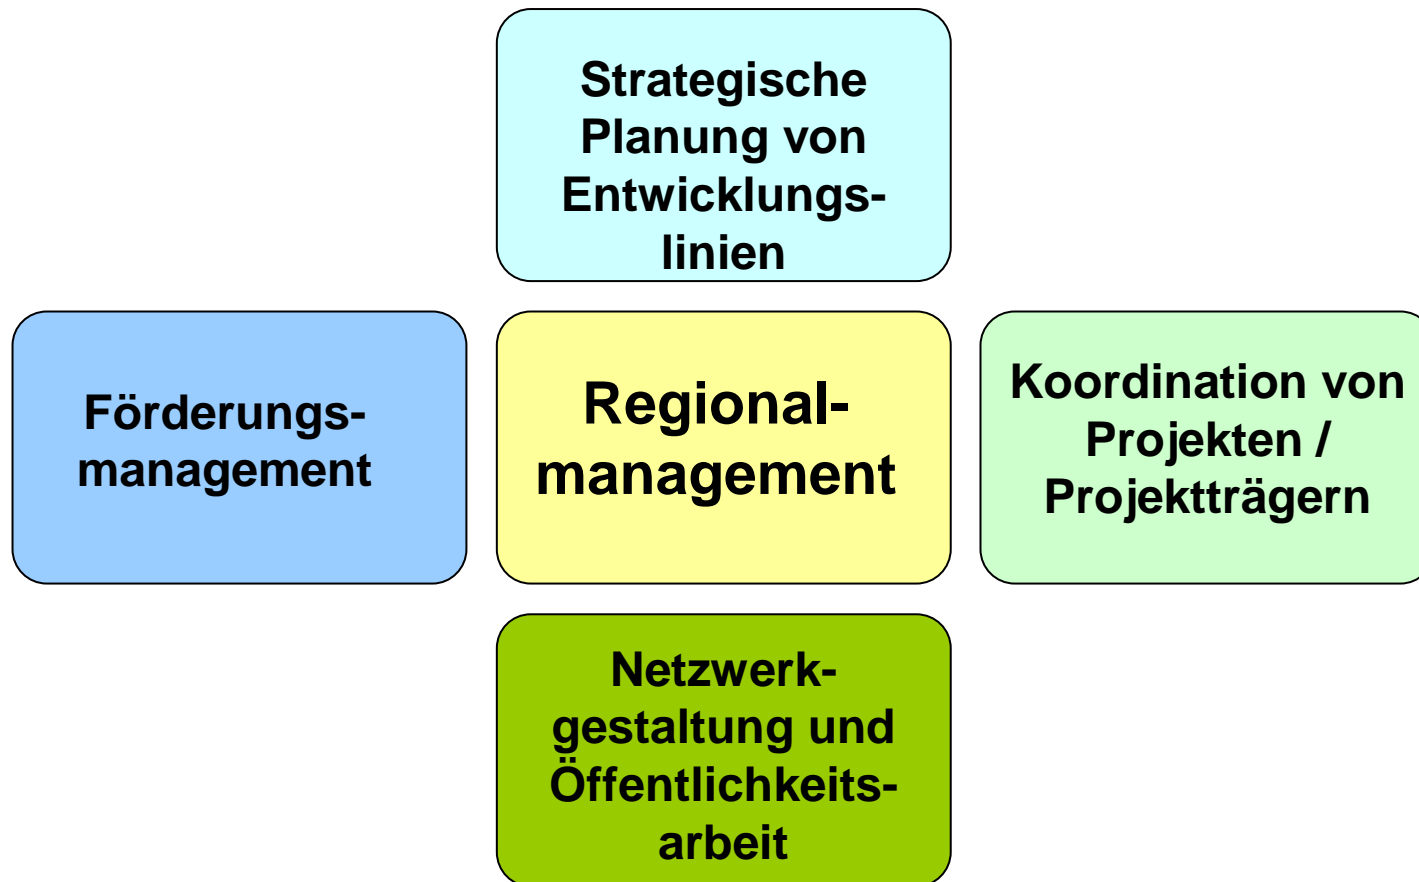 Strategische
Planung von
Entwicklungs-
linien
Förderungs-
management
Regional-
management
Koordination von
Projekten /
Projektträgern
Netzwerk-
gestaltung und
Öffentlichkeits-
arbeit